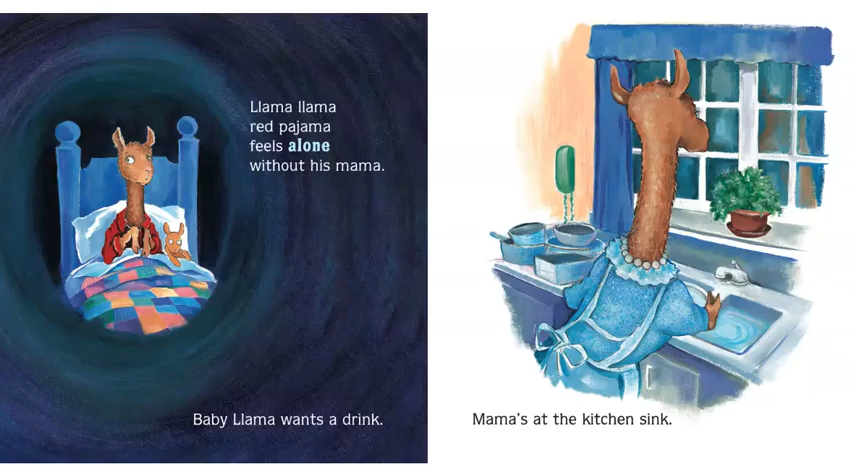 Llama llama
red pajama
feels alone
without his mama.
Baby Llama wants a drink.
Mama's at the kitchen sink.